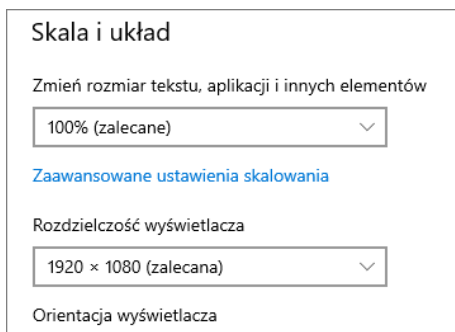 Skala i układ
Zmień rozmiar tekstu, aplikacji i innych elementów
100% (zalecane)
Zaawansowane ustawienia skalowania
Rozdzielczość wyświetlacza
1920 × 1080 (zalecana)
Orientacja wyświetlacza